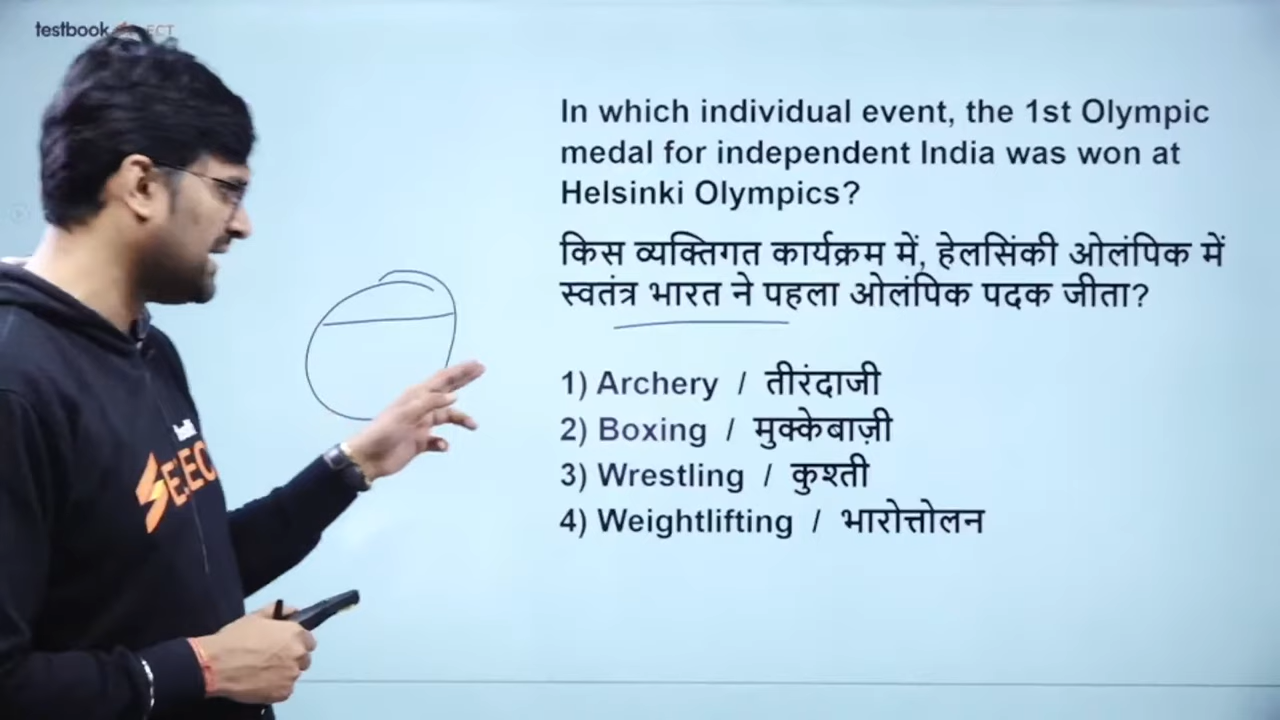 testbook
SELECT
In which individual event, the 1st Olympic
medal for independent India was won at
Helsinki Olympics?
किस व्यक्तिगत कार्यक्रम में, हेलसिंकी ओलंपिक में
स्वतंत्र भारत ने पहला ओलंपिक पदक जीता?
1) Archery / तीरंदाजी
2) Boxing / मुक्केबाज़ी
3) Wrestling / कुश्ती
4) Weightlifting / भारोत्तोलन